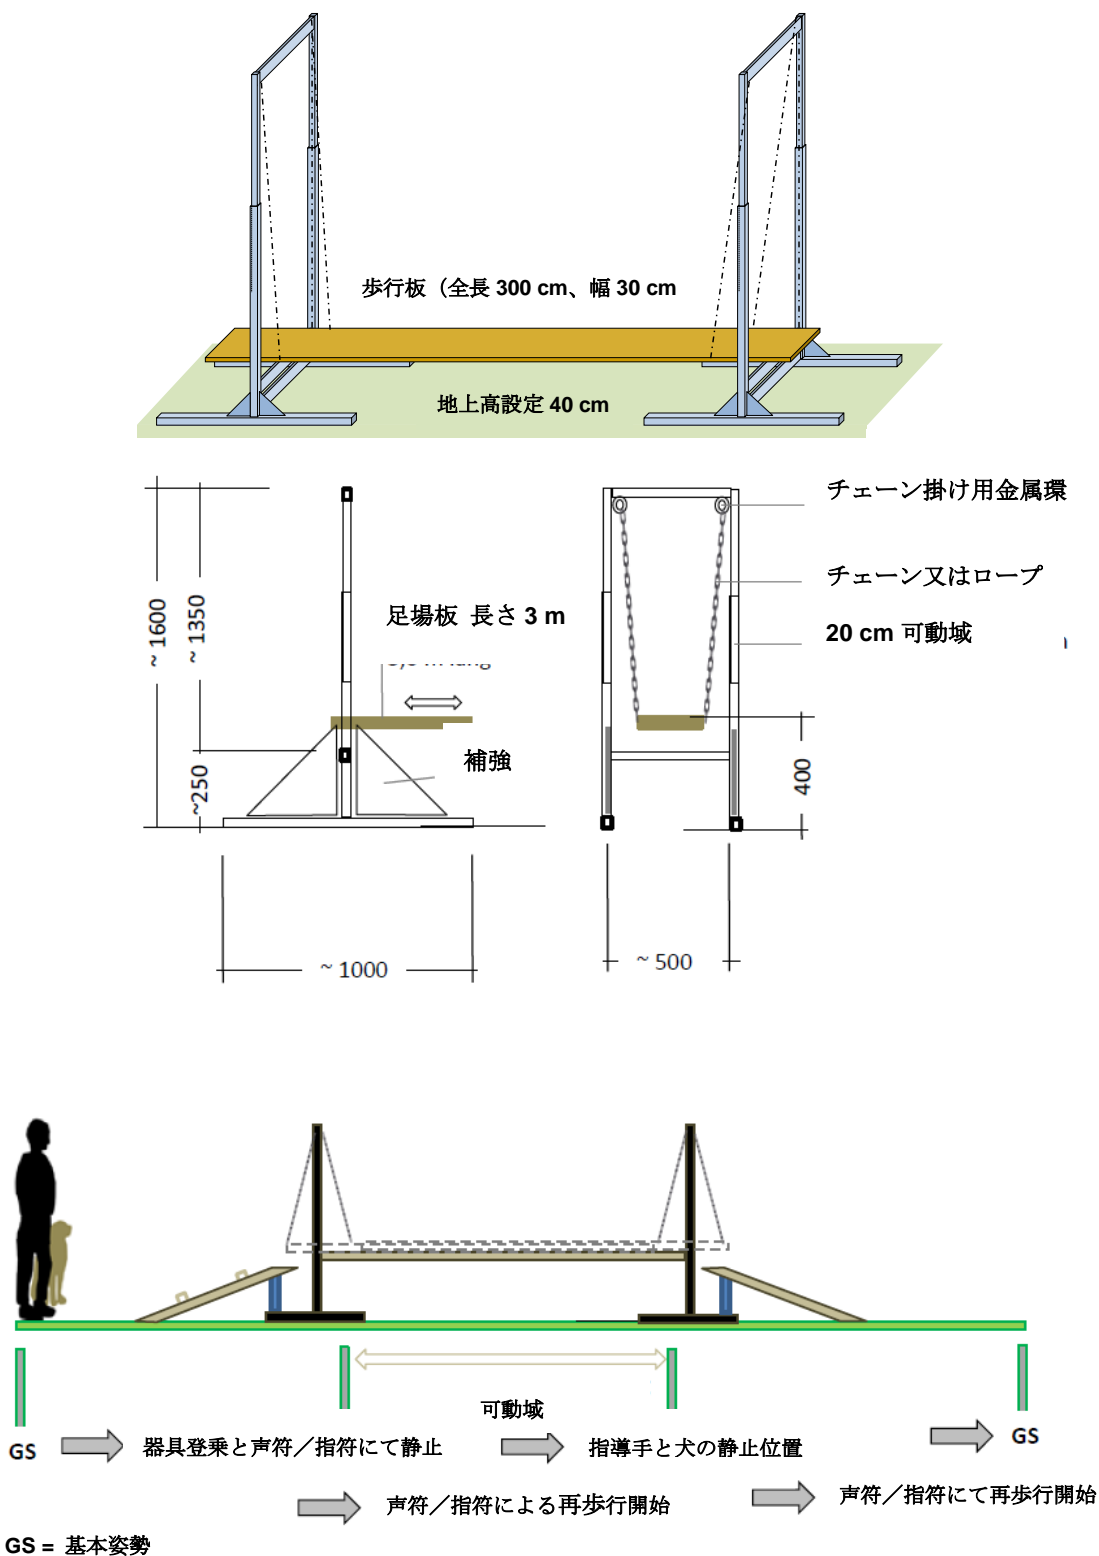 歩行板（全長 300 cm、幅 30 cm
地上高設定 40 cm
チェーン掛け用金属環
チェーン又はロープ
20 cm 可動域
足場板 長さ 3 m
補強
~ 1600
~ 1350
~250
400
~ 1000
~ 500
可動域
GS
器具登乗と声符／指符にて静止
指導手と犬の静止位置
GS
声符／指符による再歩行開始
声符／指符にて再歩行開始
GS = 基本姿勢